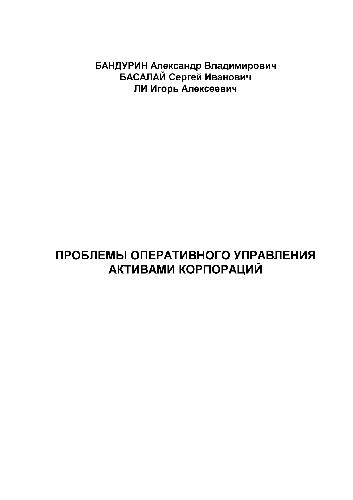 БАНДУРИН Александр Владимирович
БАСАЛАЙ Сергей Иванович
ЛИ Игорь Алексеевич
ПРОБЛЕМЫ ОПЕРАТИВНОГО УПРАВЛЕНИЯ
АКТИВАМИ КОРПОРАЦИЙ